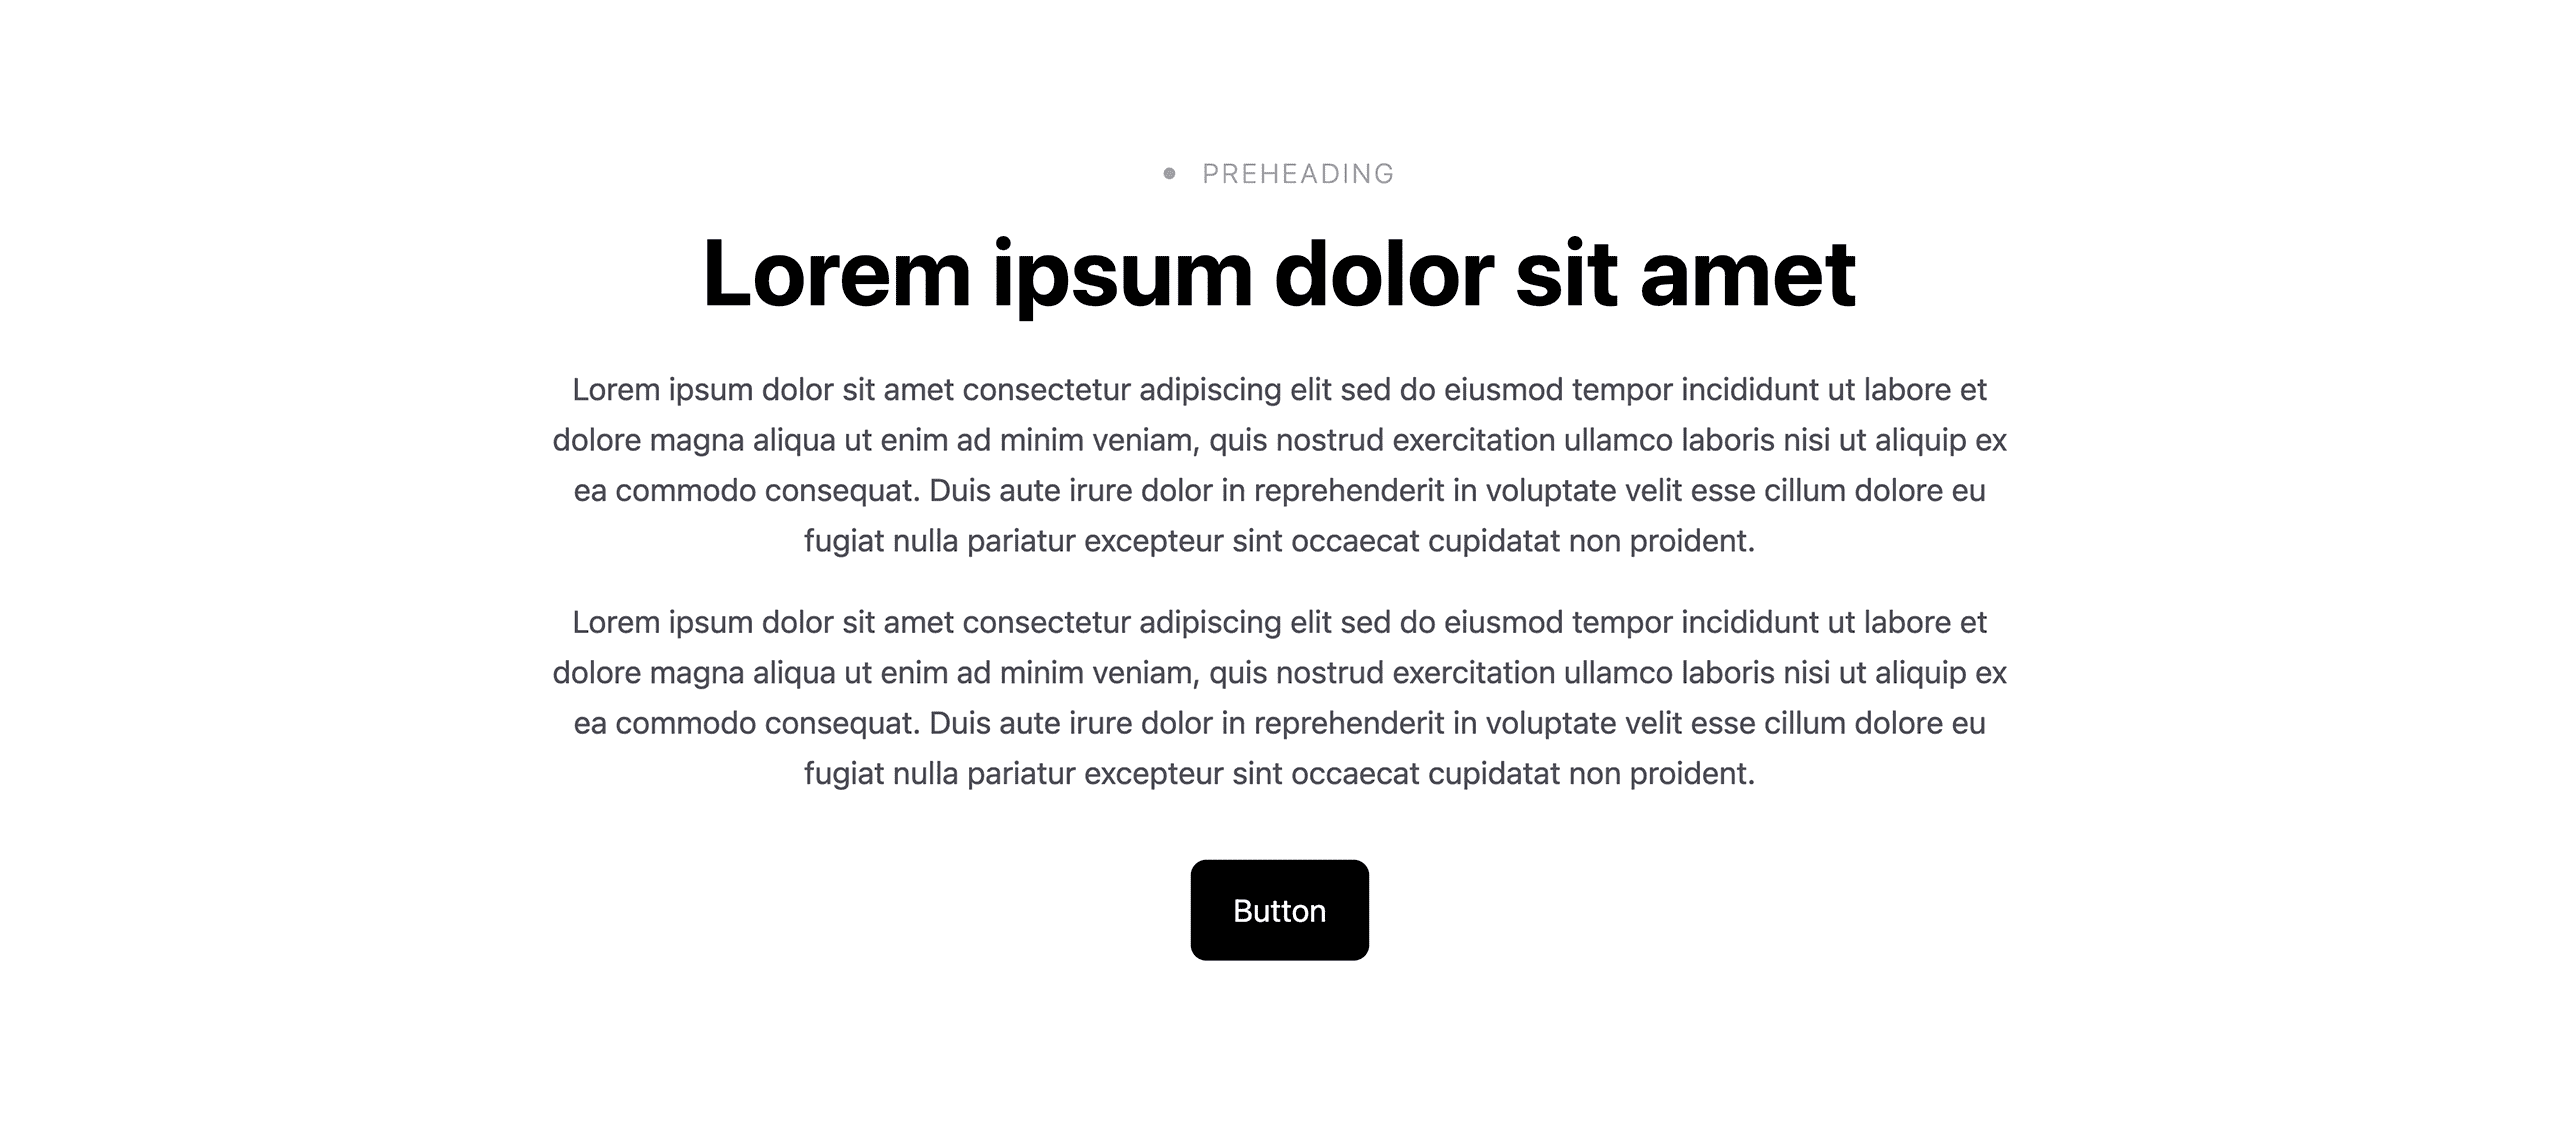 PREHEADING
Lorem ipsum dolor sit amet
Lorem ipsum dolor sit amet consectetur adipiscing elit sed do eiusmod tempor incididunt ut labore et
dolore magna aliqua ut enim ad minim veniam, quis nostrud exercitation ullamco laboris nisi ut aliquip ex
ea commodo consequat. Duis aute irure dolor in reprehenderit in voluptate velit esse cillum dolore eu
fugiat nulla pariatur excepteur sint occaecat cupidatat non proident.
Lorem ipsum dolor sit amet consectetur adipiscing elit sed do eiusmod tempor incididunt ut labore et
dolore magna aliqua ut enim ad minim veniam, quis nostrud exercitation ullamco laboris nisi ut aliquip ex
ea commodo consequat. Duis aute irure dolor in reprehenderit in voluptate velit esse cillum dolore eu
fugiat nulla pariatur excepteur sint occaecat cupidatat non proident.
Button